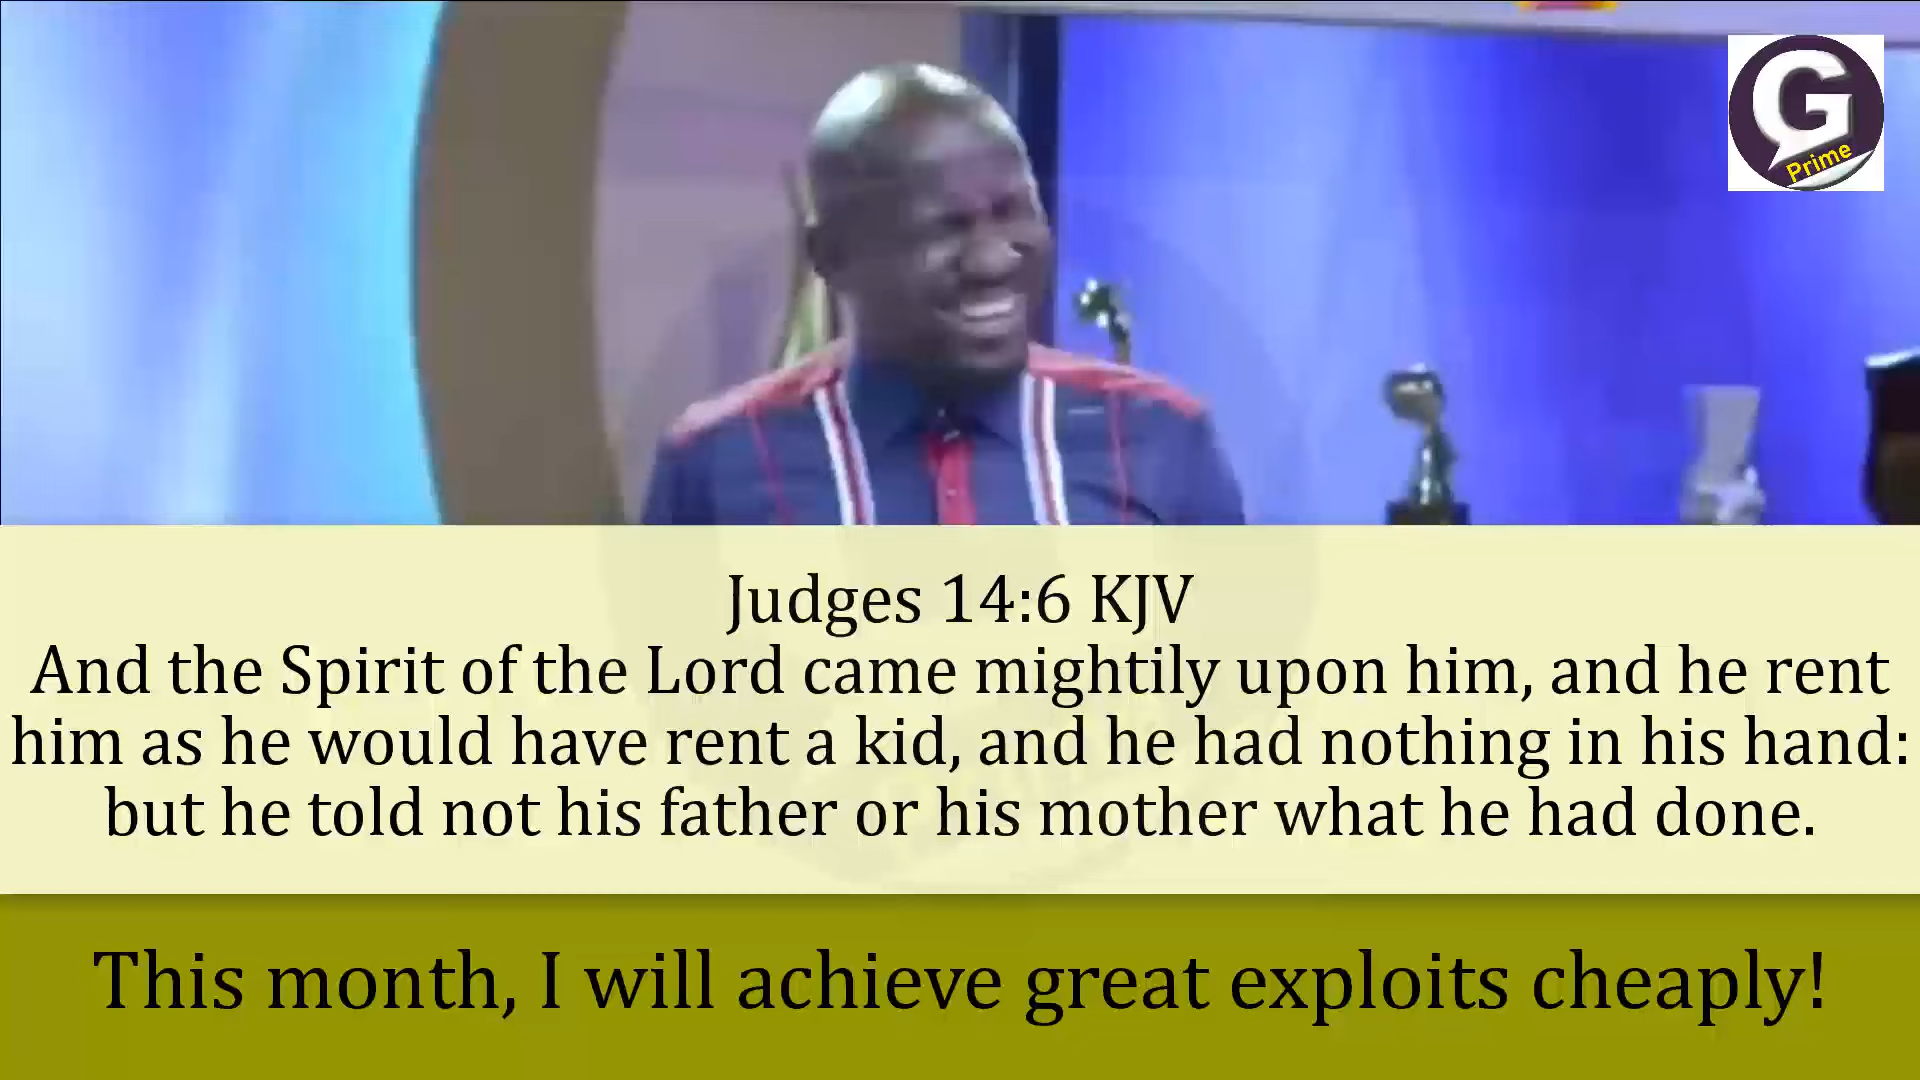 G
Prime
Judges 14:6 KJV
And the Spirit of the Lord came mightily upon him, and he rent
him as he would have rent a kid, and he had nothing in his hand:
but he told not his father or his mother what he had done.
This month, I will achieve great exploits cheaply!